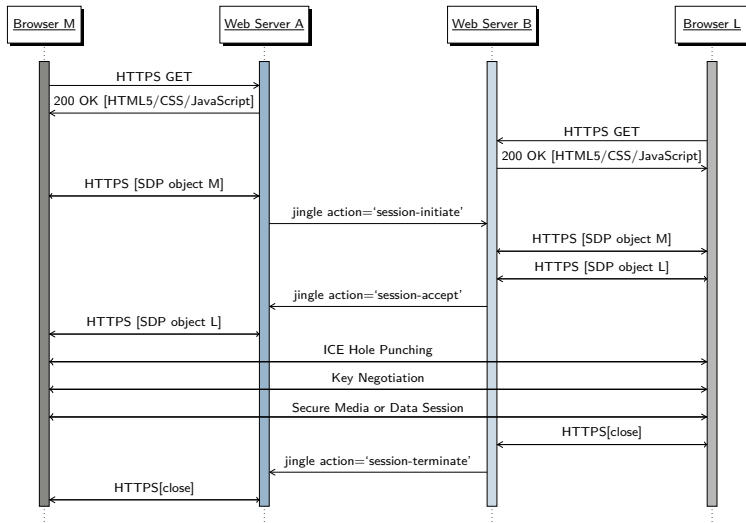 Browser M
Web Server A
Web Server B
Browser L
HTTPS GET
200 OK [HTML5/CSS/JavaScript]
HTTPS GET
200 OK [HTML5/CSS/JavaScript]
HTTPS [SDP object M]
jingle action=‘session-initiate’
HTTPS [SDP object M]
HTTPS [SDP object L]
jingle action=‘session-accept’
HTTPS [SDP object L]
ICE Hole Punching
Key Negotiation
Secure Media or Data Session
HTTPS[close]
jingle action=‘session-terminate’
HTTPS[close]